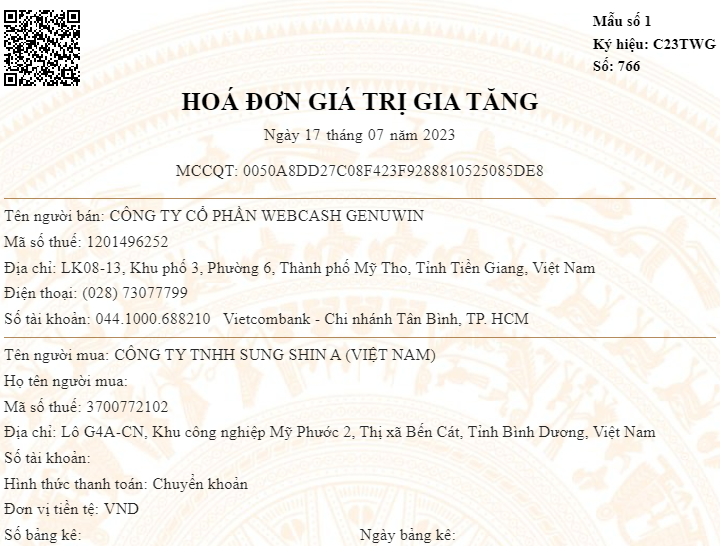 Mẫu số 1
Ký hiệu: C23TWG
Số: 766
HOÁ ĐƠN GIÁ TRỊ GIA TĂNG
Ngày 17 tháng 07 năm 2023
MCCQT: 0050A8DD27C08F423F9288810525085DE8
Tên người bán: CÔNG TY CỔ PHẦN WEBCASH GENUWIN
Mã số thuế: 1201496252
Địa chỉ: LK08-13, Khu phố 3, Phường 6, Thành phố Mỹ Tho, Tỉnh Tiền Giang, Việt Nam
Điện thoại: (028) 73077799
Số tài khoản: 044.1000.688210 Vietcombank - Chi nhánh Tân Bình, TP. HCM
Tên người mua: CÔNG TY TNHH SUNG SHIN A (VIỆT NAM)
Họ tên người mua:
Mã số thuế: 3700772102
Địa chỉ: Lô G4A-CN, Khu công nghiệp Mỹ Phước 2, Thị xã Bến Cát, Tỉnh Bình Dương, Việt Nam
Số tài khoản:
Hình thức thanh toán: Chuyển khoản
Đơn vị tiền tệ: VND
Số bảng kê: Ngày bảng kê: